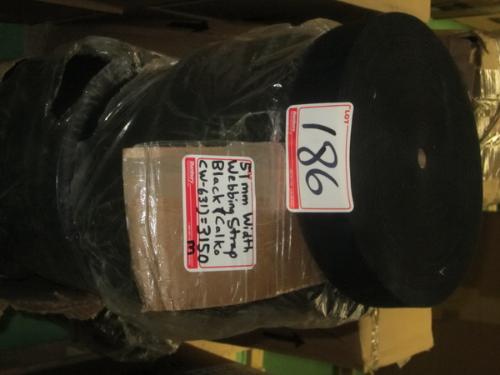 LOT
186
51 mm Width
Webbing Strap
Black & Calko
CW-631) = 3150
m